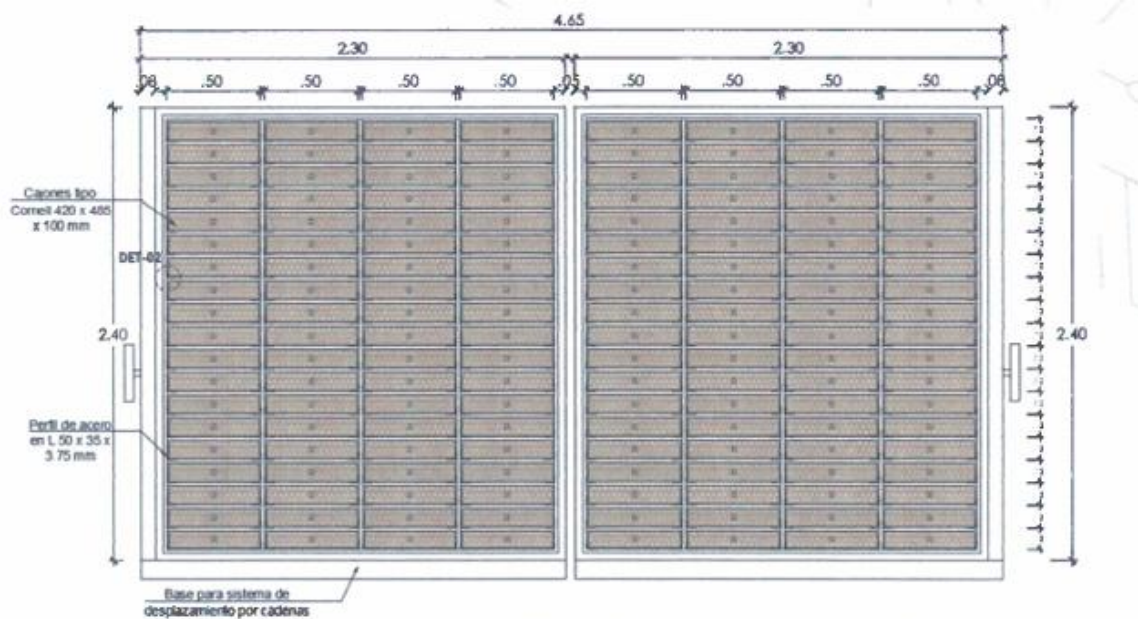 4.65
2.30 2.30
.08 .50 .50 .50 .50 .05 .50 .50 .50 .50 .08
Cajones tipo
Cornell 420 x 485
x 100 mm
DET-02
2.40 2.40
Perfil de acero
en L 50 x 35 x
3.75 mm
Base para sistema de
desplazamiento por cadenas